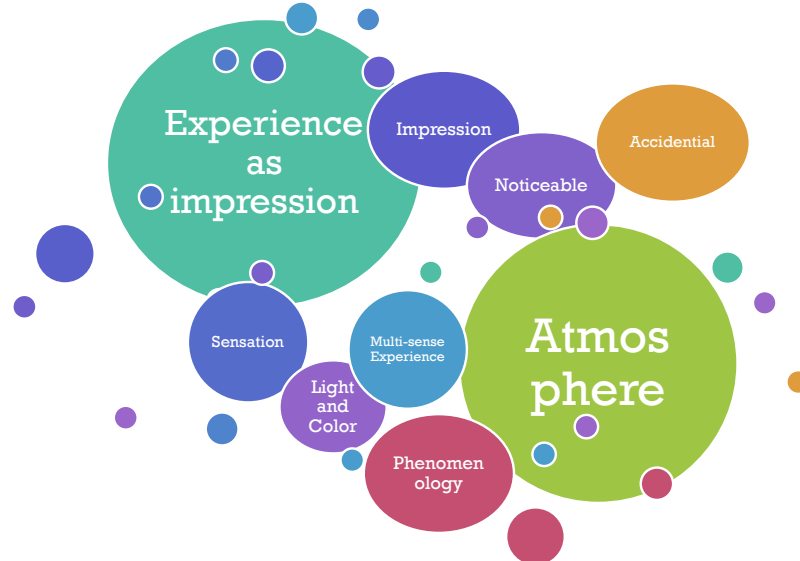 Experience
as
impression
Impression
Noticeable
Accidential
Sensation
Multi-sense
Experience
Light
and
Color
Atmos
phere
Phenomen
ology